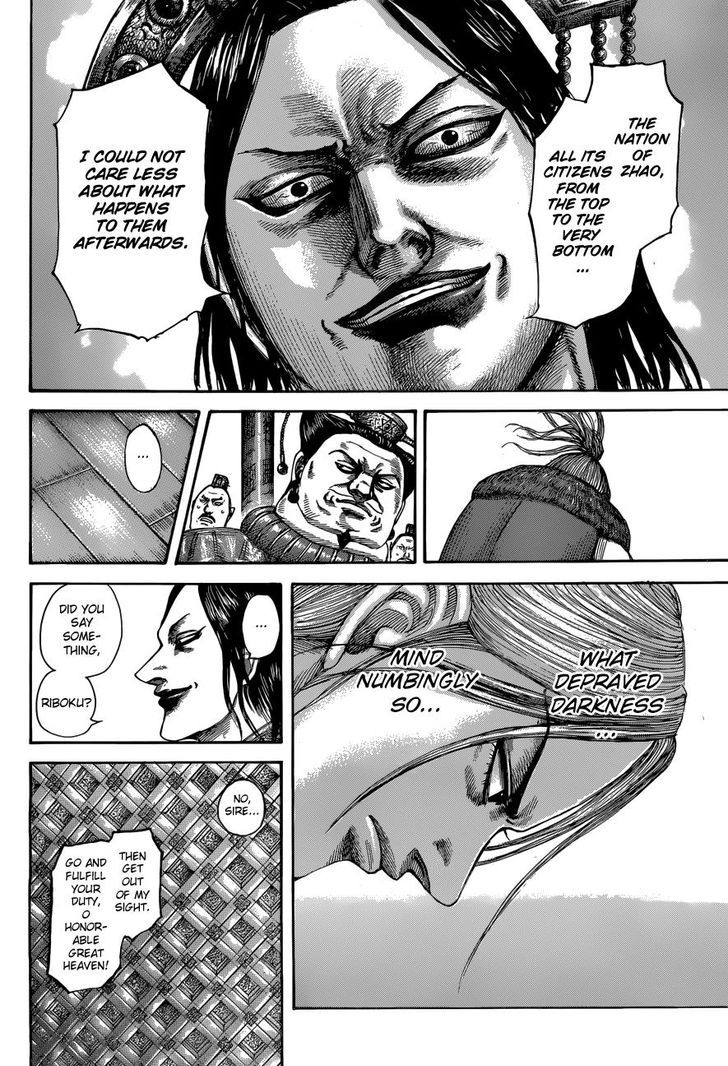 THE
NATION
OF
ZHAO,
ALL ITS
CITIZENS
FROM
THE TOP
TO THE
VERY
BOTTOM
...
I COULD NOT
CARE LESS
ABOUT WHAT
HAPPENS
TO THEM
AFTERWARDS.
...
WHAT
DEPRAVED
DARKNESS
...
MIND
NUMBINGLY
SO...
...
DID YOU
SAY
SOME-
THING,
RIBOKU?
NO,
SIRE...
THEN
GET
OUT
OF MY
SIGHT.
GO AND
FULFILL
YOUR
DUTY,
O
HONOR-
ABLE
GREAT
HEAVEN!